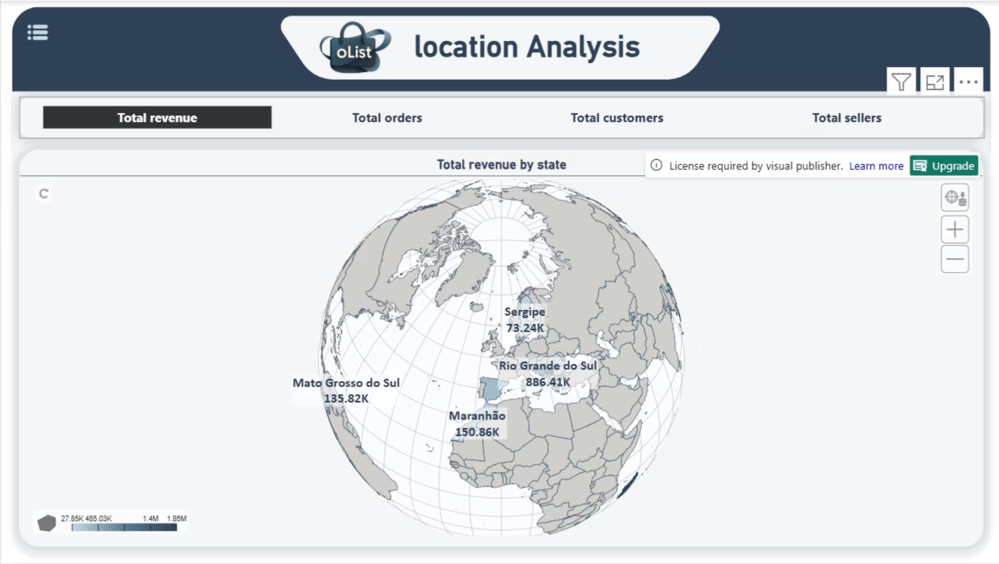 oList
location Analysis
Total revenue
Total orders
Total customers
Total sellers
Total revenue by state
License required by visual publisher. Learn more
Upgrade
Sergipe
73.24K
Rio Grande do Sul
886.41K
Mato Grosso do Sul
135.82K
Maranhão
150.86K
27.85K 485.03K 1.4M 1.86M